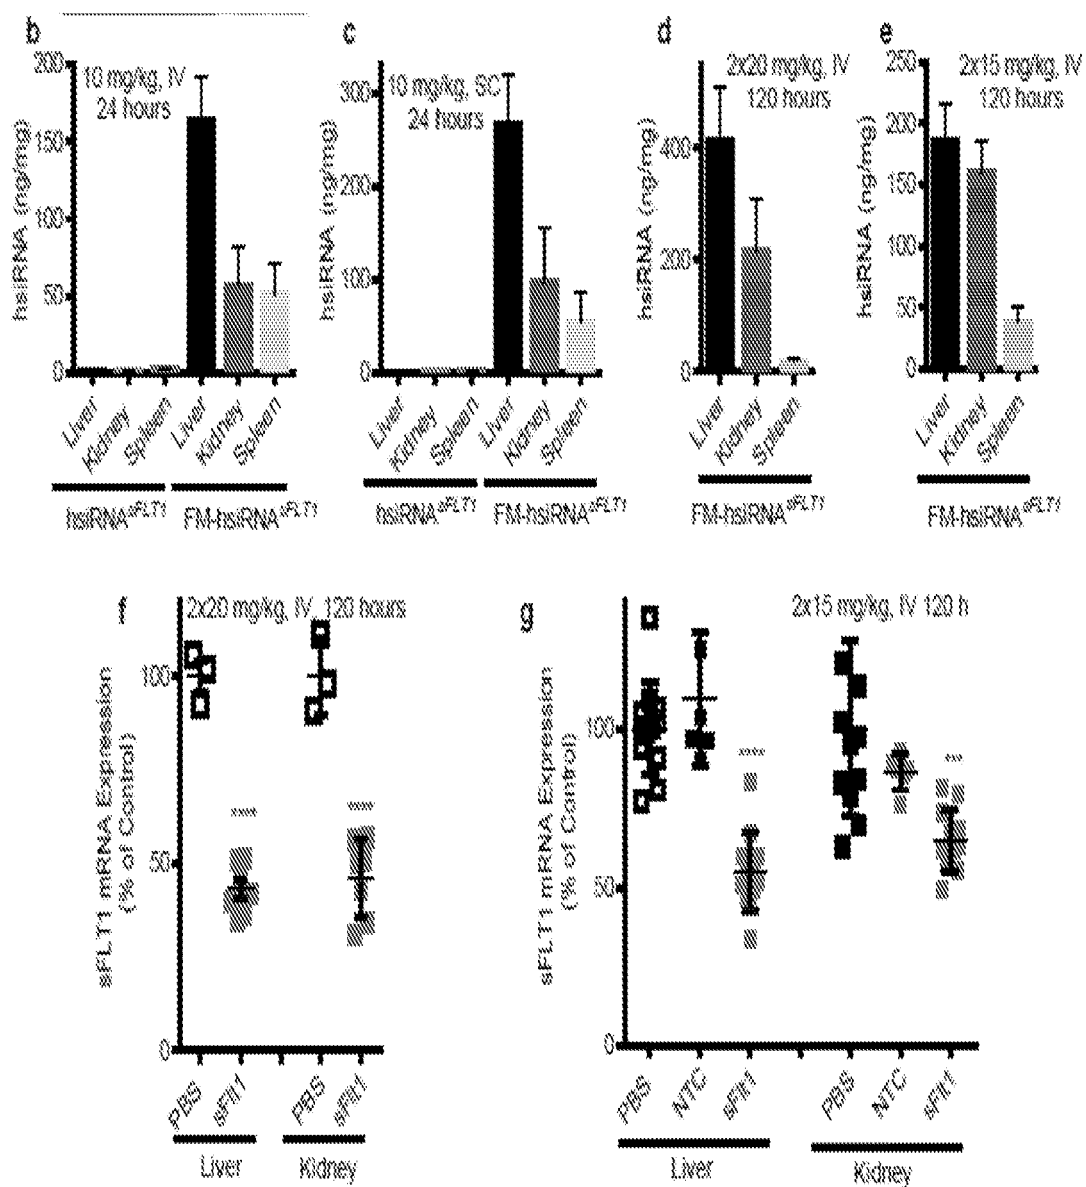 b
10 mg/kg, IV
24 hours
hsiRNA (ng/mg)
200
150
100
50
0
Liver
Kidney
Spleen
Liver
Kidney
Spleen
hsiRNA sFLT1
FM-hsiRNA sFLT1
c
10 mg/kg, SC
24 hours
hsiRNA (ng/mg)
300
200
100
0
Liver
Kidney
Spleen
Liver
Kidney
Spleen
hsiRNA sFLT1
FM-hsiRNA sFLT1
d
2x20 mg/kg, IV
120 hours
hsiRNA (ng/mg)
400
200
0
Liver
Kidney
Spleen
FM-hsiRNA sFLT1
e
2x15 mg/kg, IV
120 hours
hsiRNA (ng/mg)
250
200
150
100
50
0
Liver
Kidney
Spleen
FM-hsiRNA sFLT1
f
2x20 mg/kg, IV, 120 hours
sFLT1 mRNA Expression
(% of Control)
100
50
0
PBS
sFlt1
PBS
sFlt1
Liver
Kidney
g
2x15 mg/kg, IV 120 h
sFLT1 mRNA Expression
(% of Control)
100
50
0
PBS
NTC
sFlt1
PBS
NTC
sFlt1
Liver
Kidney